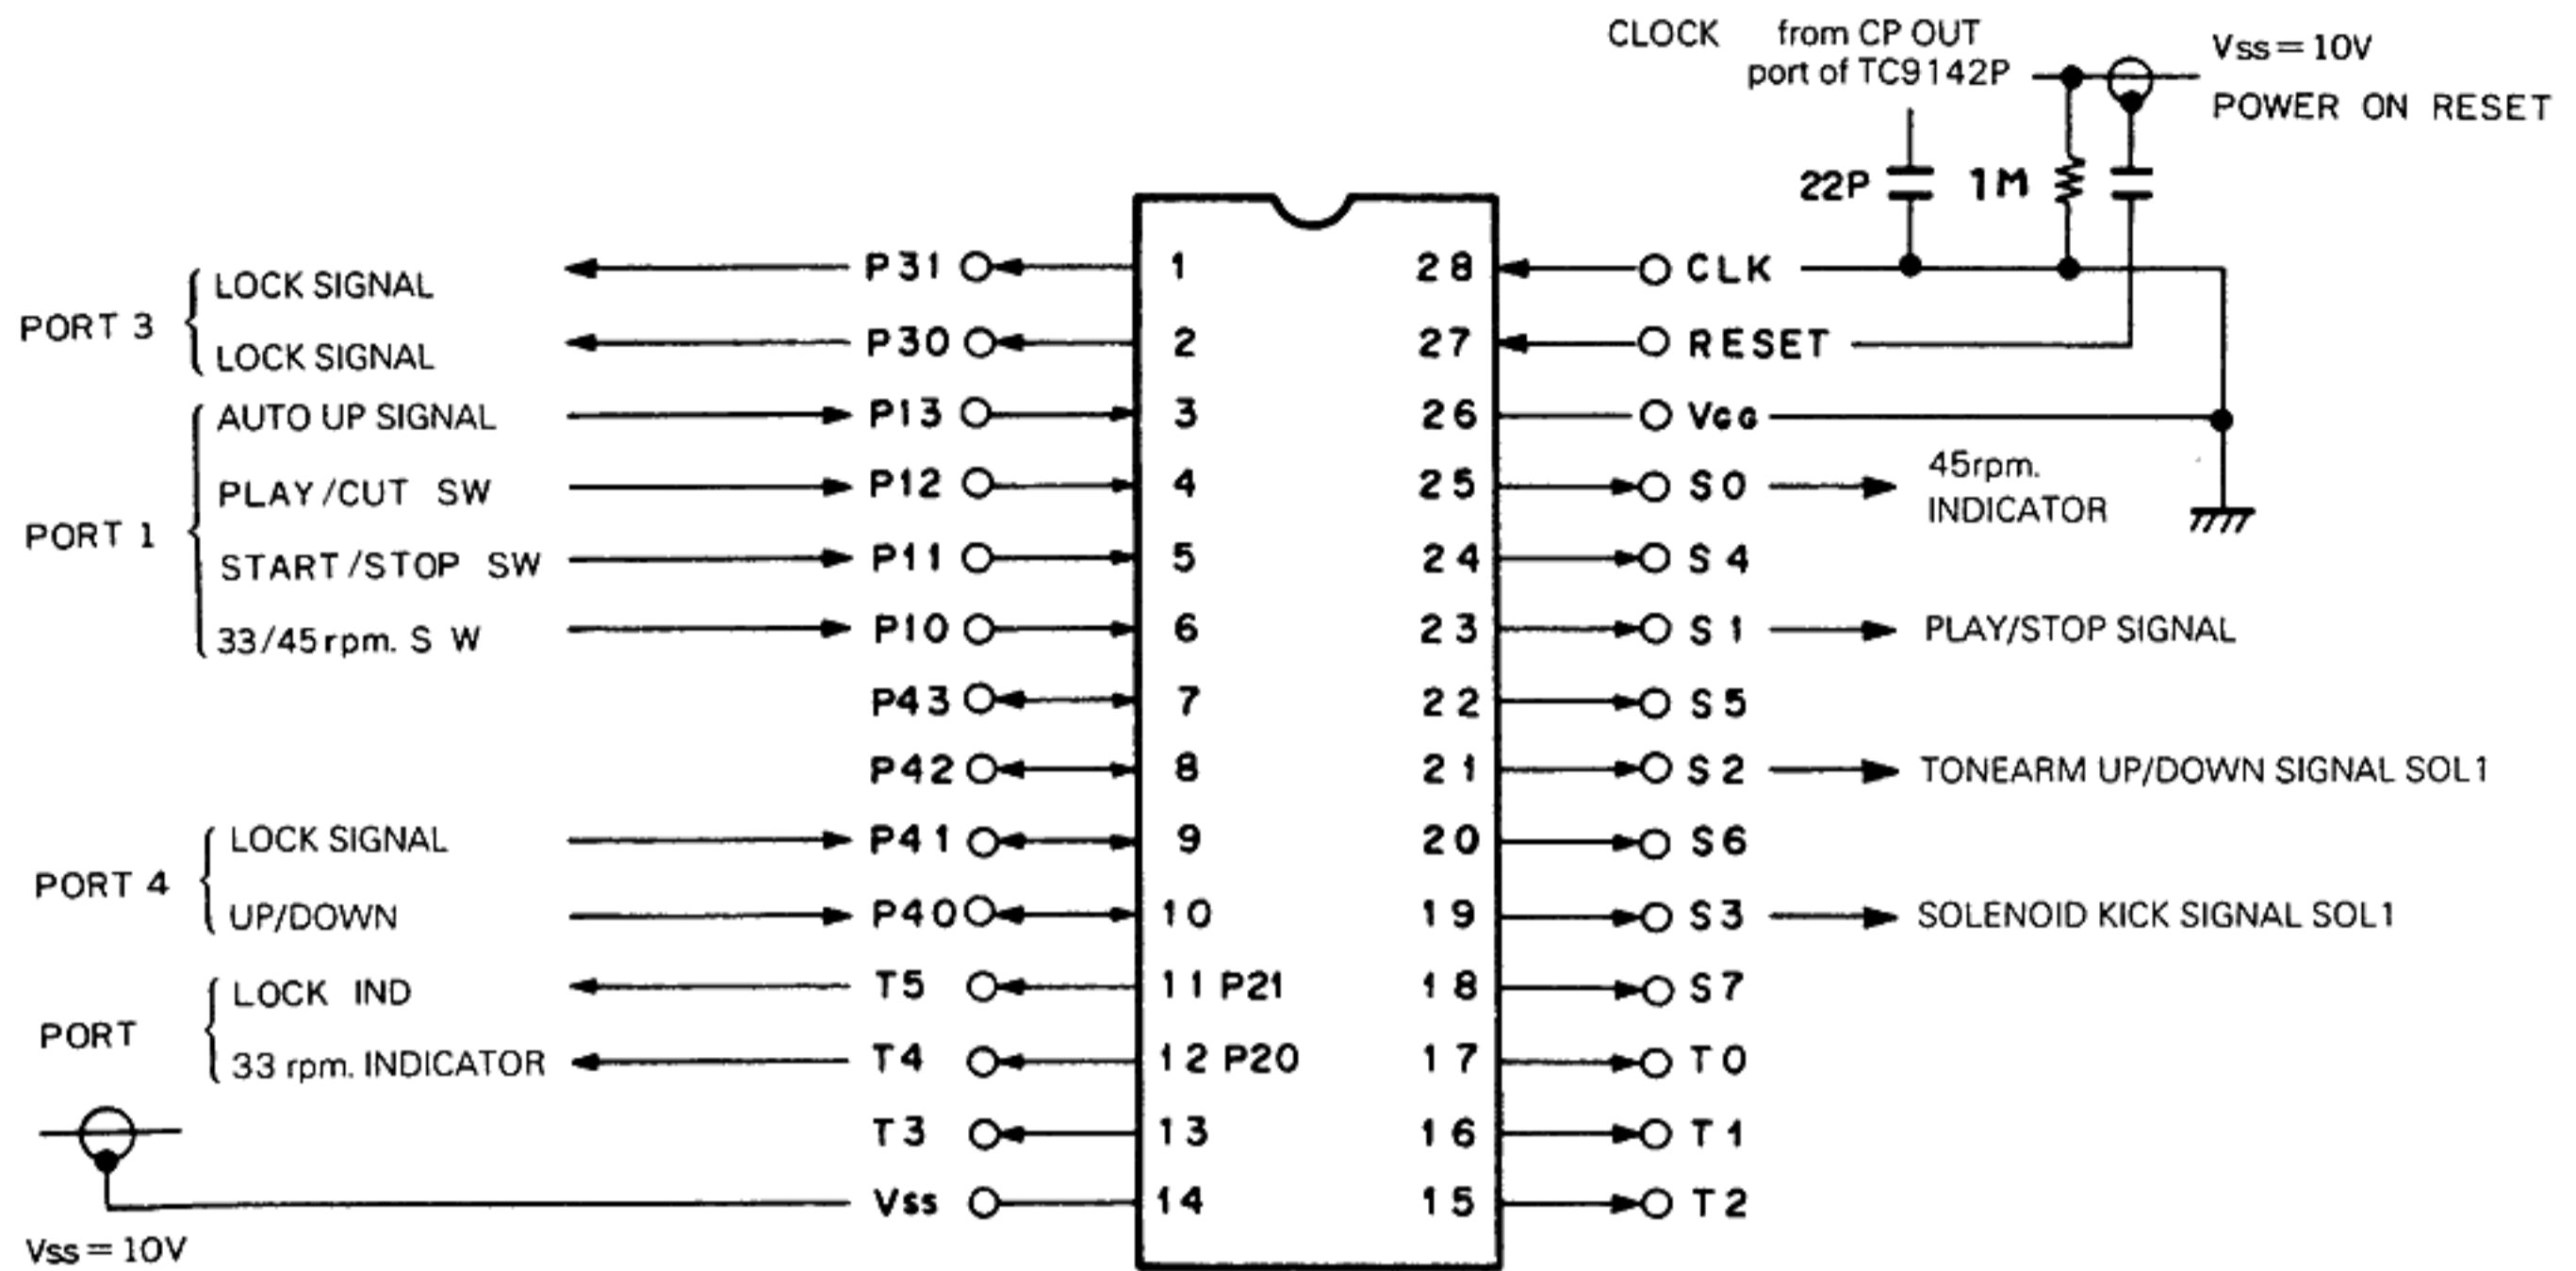 CLOCK from CP OUT
port of TC9142P
Vss=10V
POWER ON RESET
22P 1M
PORT 3
LOCK SIGNAL P31 1
LOCK SIGNAL P30 2
PORT 1
AUTO UP SIGNAL P13 3
PLAY/CUT SW P12 4
START/STOP SW P11 5
33/45rpm. SW P10 6
P43 7
P42 8
PORT 4
LOCK SIGNAL P41 9
UP/DOWN P40 10
PORT
LOCK IND T5 11 P21
33 rpm. INDICATOR T4 12 P20
T3 13
Vss 14
Vss=10V
28 CLK
27 RESET
26 VGG
25 S0 45rpm.
INDICATOR
24 S4
23 S1 PLAY/STOP SIGNAL
22 S5
21 S2 TONEARM UP/DOWN SIGNAL SOL1
20 S6
19 S3 SOLENOID KICK SIGNAL SOL1
18 S7
17 T0
16 T1
15 T2